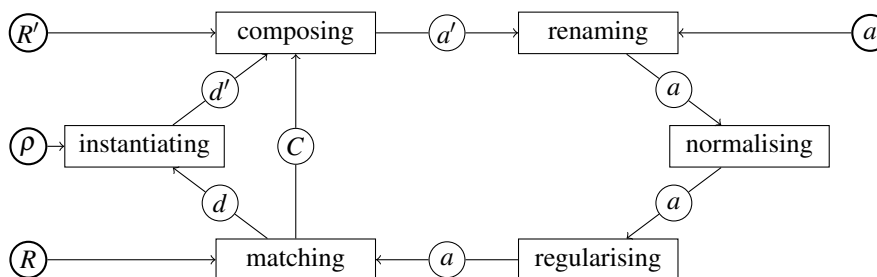 R′ composing a′ renaming a
d′ a
ρ instantiating C normalising
d a
R matching a regularising